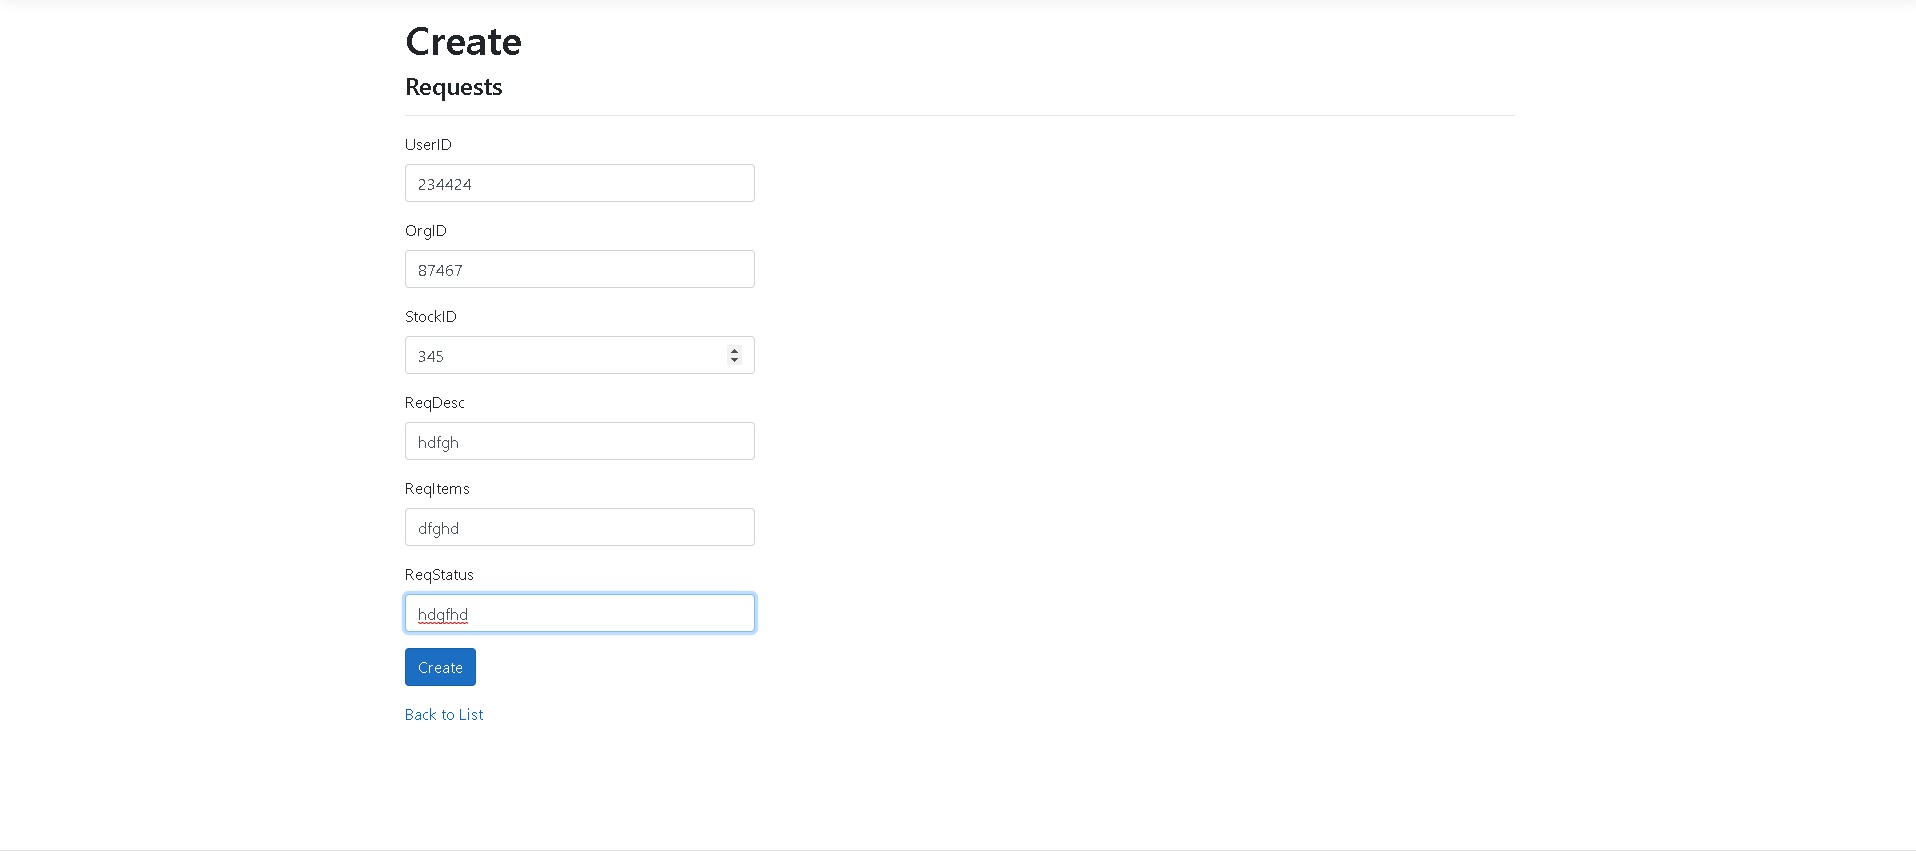 Create
Requests
UserID
234424
OrgID
87467
StockID
345
ReqDesc
hdfgh
ReqItems
dfghd
ReqStatus
hdgfhd
Create
Back to List